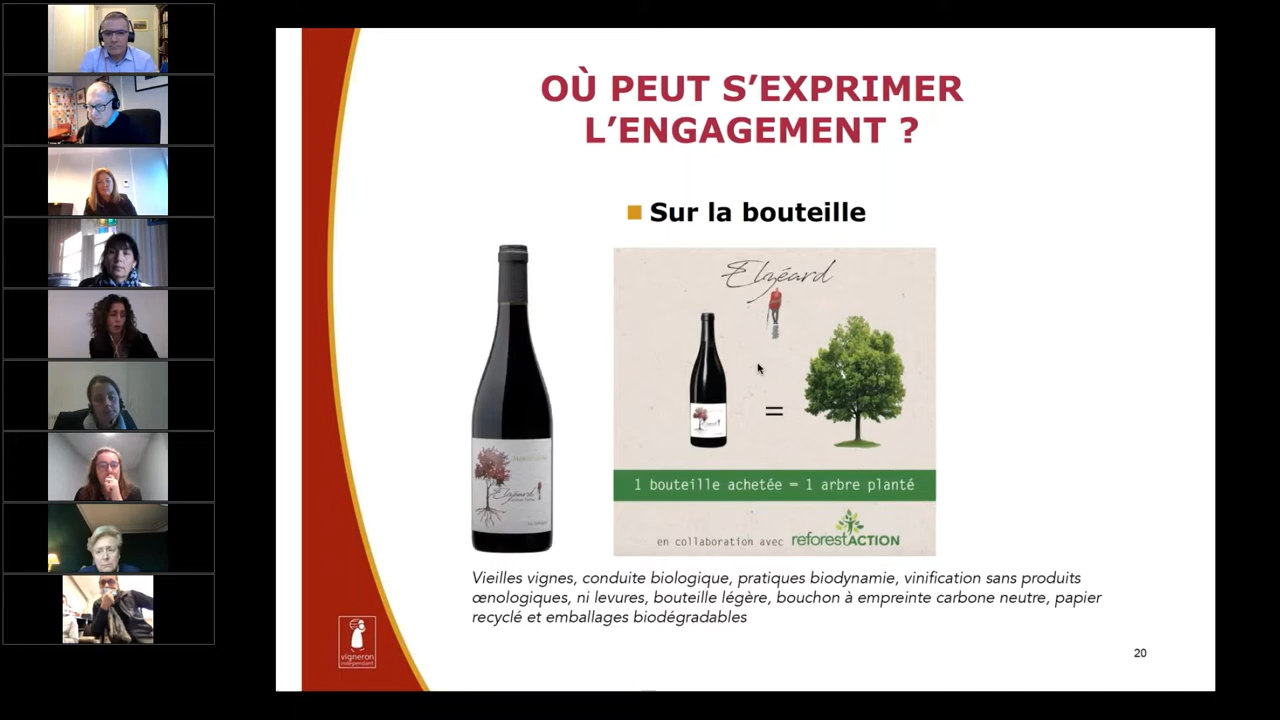 OÙ PEUT S’EXPRIMER
L’ENGAGEMENT ?
Sur la bouteille
Elzéard
=
1 bouteille achetée = 1 arbre planté
en collaboration avec reforestACTION
Elzéard
Vieilles vignes, conduite biologique, pratiques biodynamie, vinification sans produits
œnologiques, ni levures, bouteille légère, bouchon à empreinte carbone neutre, papier
recyclé et emballages biodégradables
vigneron
indépendant
20